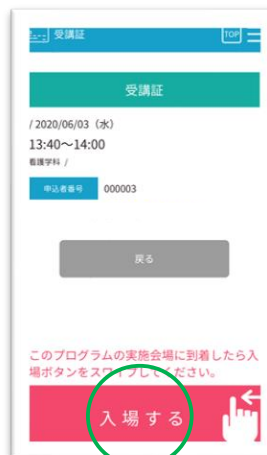 受講証
TOP
受講証
/ 2020/06/03（水）
13:40〜14:00
看護学科 /
申込者番号 000003
戻る
このプログラムの実施会場に到着したら入
場ボタンをスワイプしてください。
入場する